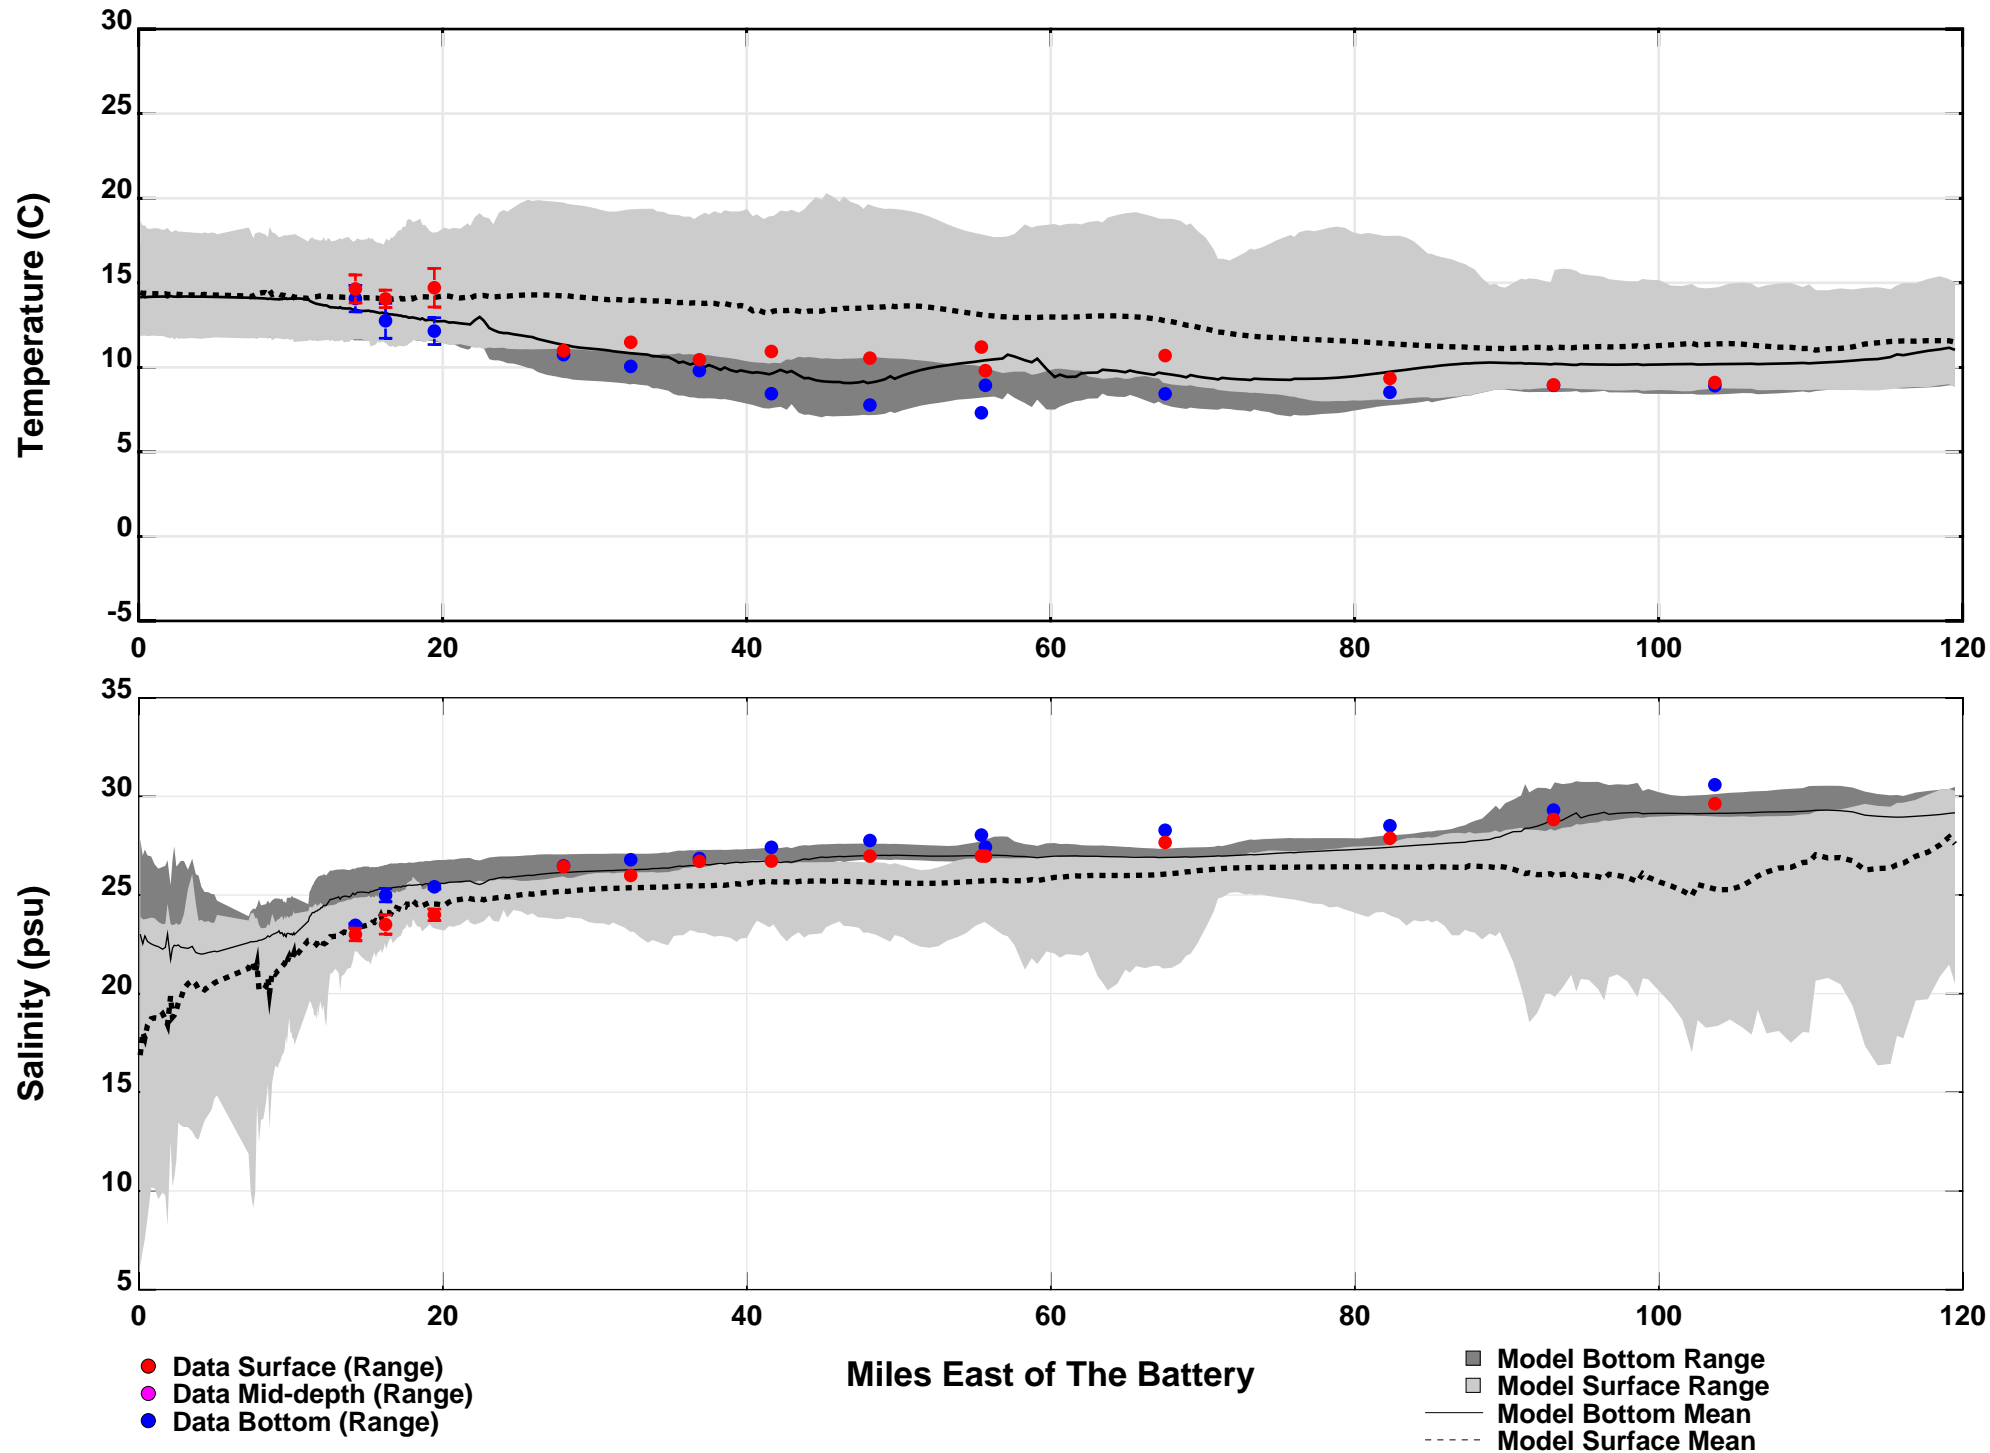 30
25
20
15
10
5
0
-5
Temperature (C)
0 20 40 60 80 100 120
35
30
25
20
15
10
5
Salinity (psu)
0 20 40 60 80 100 120
Miles East of The Battery
Data Surface (Range)
Data Mid-depth (Range)
Data Bottom (Range)
Model Bottom Range
Model Surface Range
Model Bottom Mean
Model Surface Mean